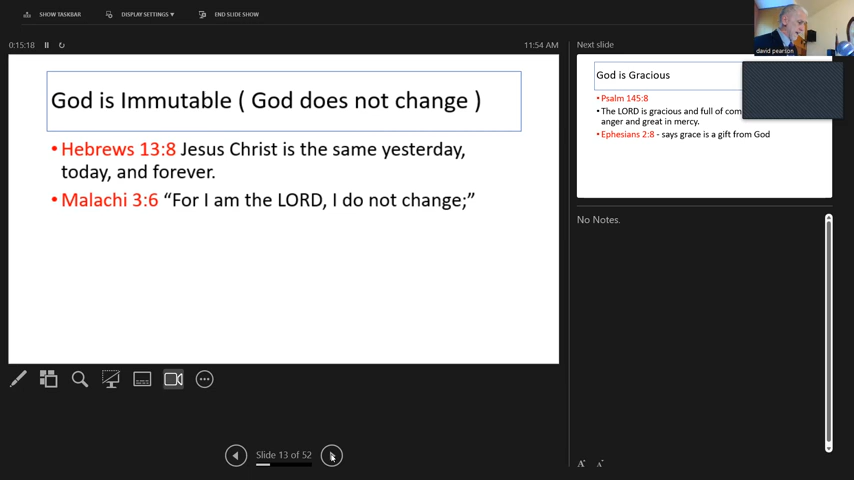 SHOW TASKBAR
DISPLAY SETTINGS ▼
END SLIDE SHOW
0:15:18
11:54 AM
God is Immutable ( God does not change )
• Hebrews 13:8 Jesus Christ is the same yesterday,
today, and forever.
• Malachi 3:6 “For I am the LORD, I do not change;”
Slide 13 of 52
Next slide
God is Gracious
• Psalm 145:8
• The LORD is gracious and full of
anger and great in mercy.
• Ephesians 2:8 - says grace is a gift from God
No Notes.
A A
david pearson